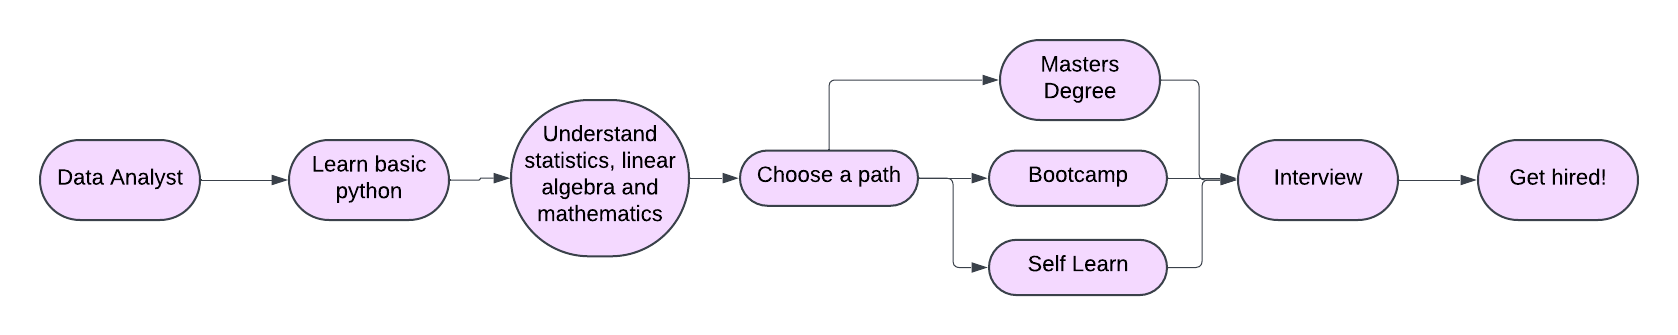 Data Analyst
Learn basic
python
Understand
statistics, linear
algebra and
mathematics
Choose a path
Masters
Degree
Bootcamp
Self Learn
Interview
Get hired!